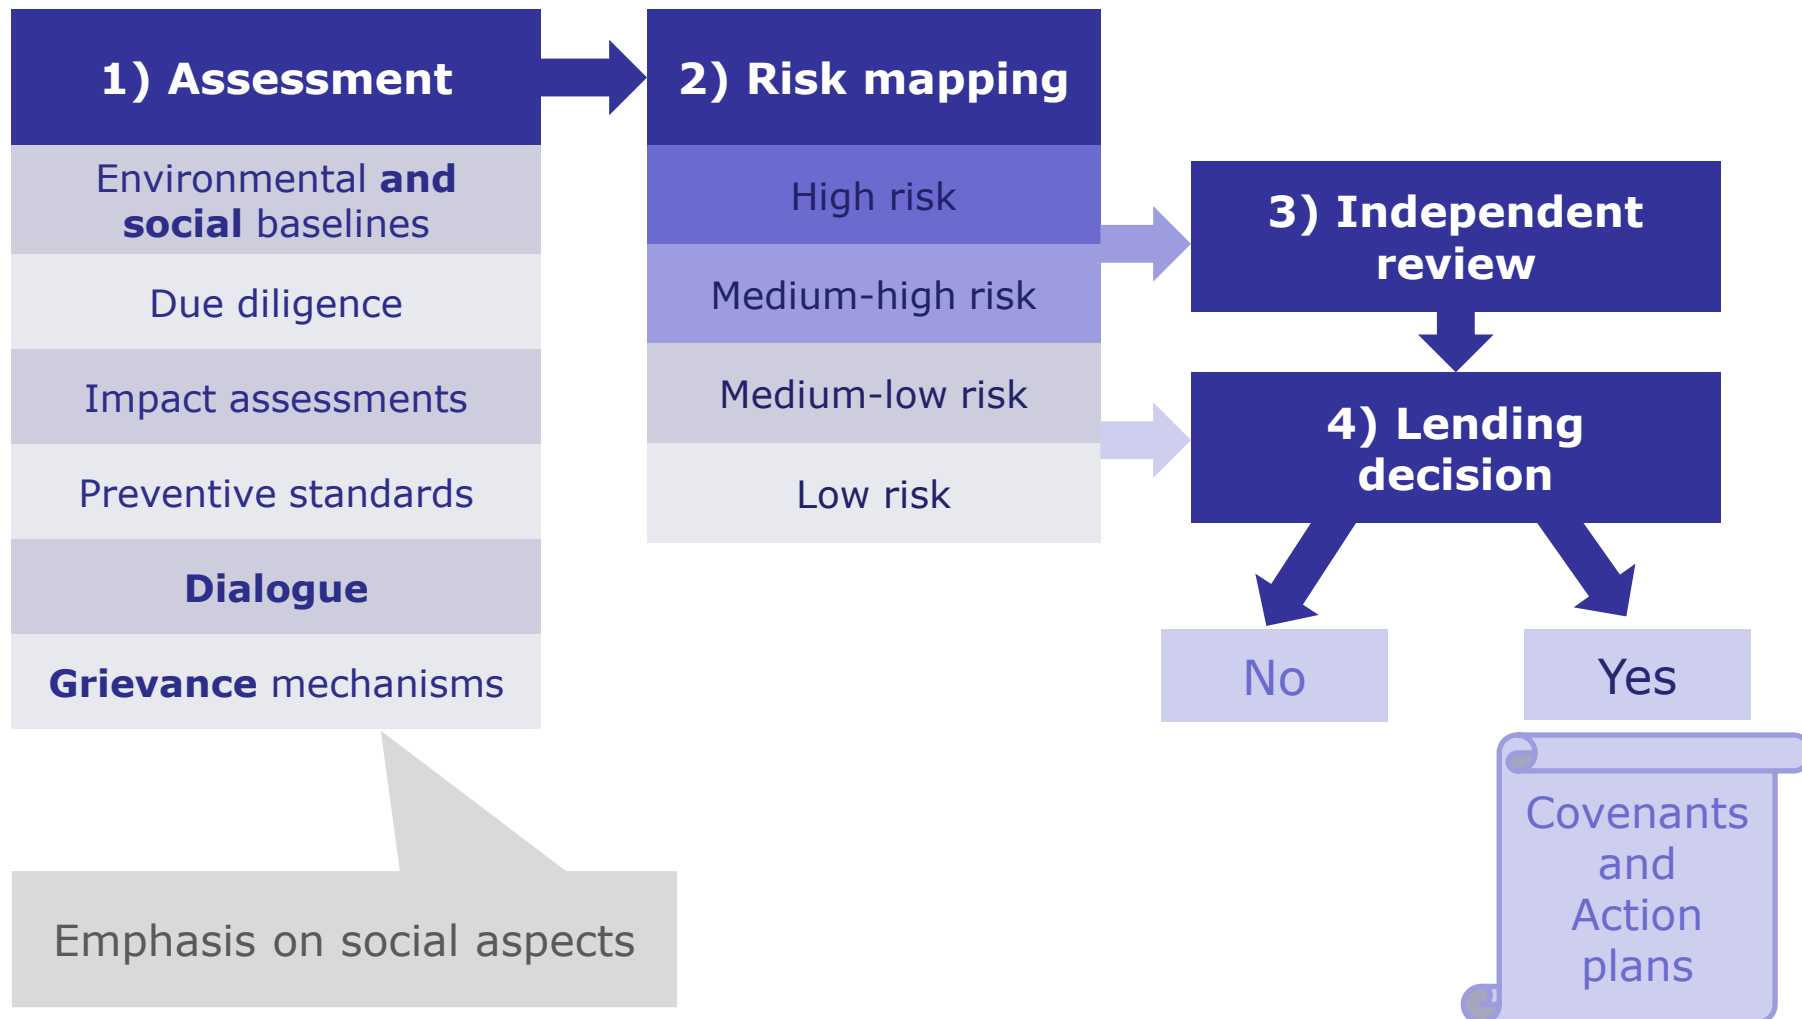 1) Assessment
Environmental and
social baselines
Due diligence
Impact assessments
Preventive standards
Dialogue
Grievance mechanisms
Emphasis on social aspects
2) Risk mapping
High risk
Medium-high risk
Medium-low risk
Low risk
3) Independent
review
4) Lending
decision
No
Yes
Covenants
and
Action
plans